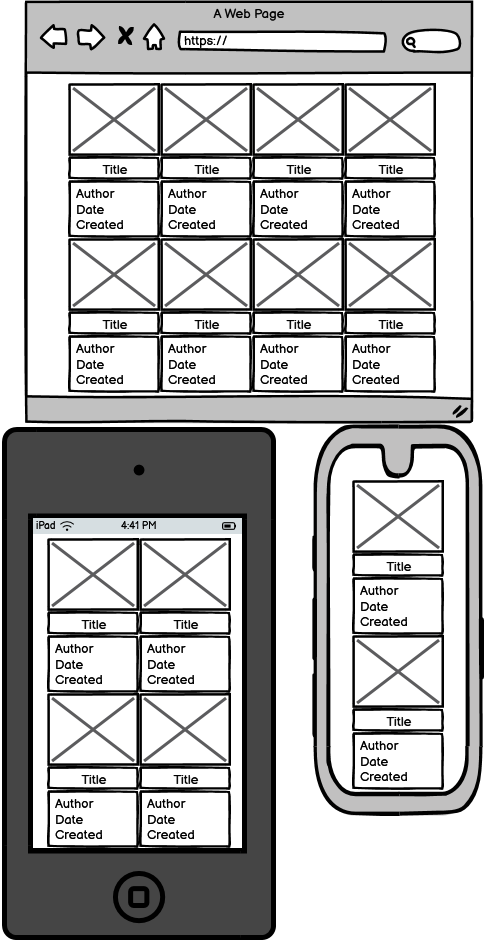 A Web Page
https://
Title Title Title Title
Author Author Author Author
Date Date Date Date
Created Created Created Created
Title Title Title Title
Author Author Author Author
Date Date Date Date
Created Created Created Created
iPad 4:41 PM
Title Title
Author Author
Date Date
Created Created
Title Title
Author Author
Date Date
Created Created
Title
Author
Date
Created
Title
Author
Date
Created